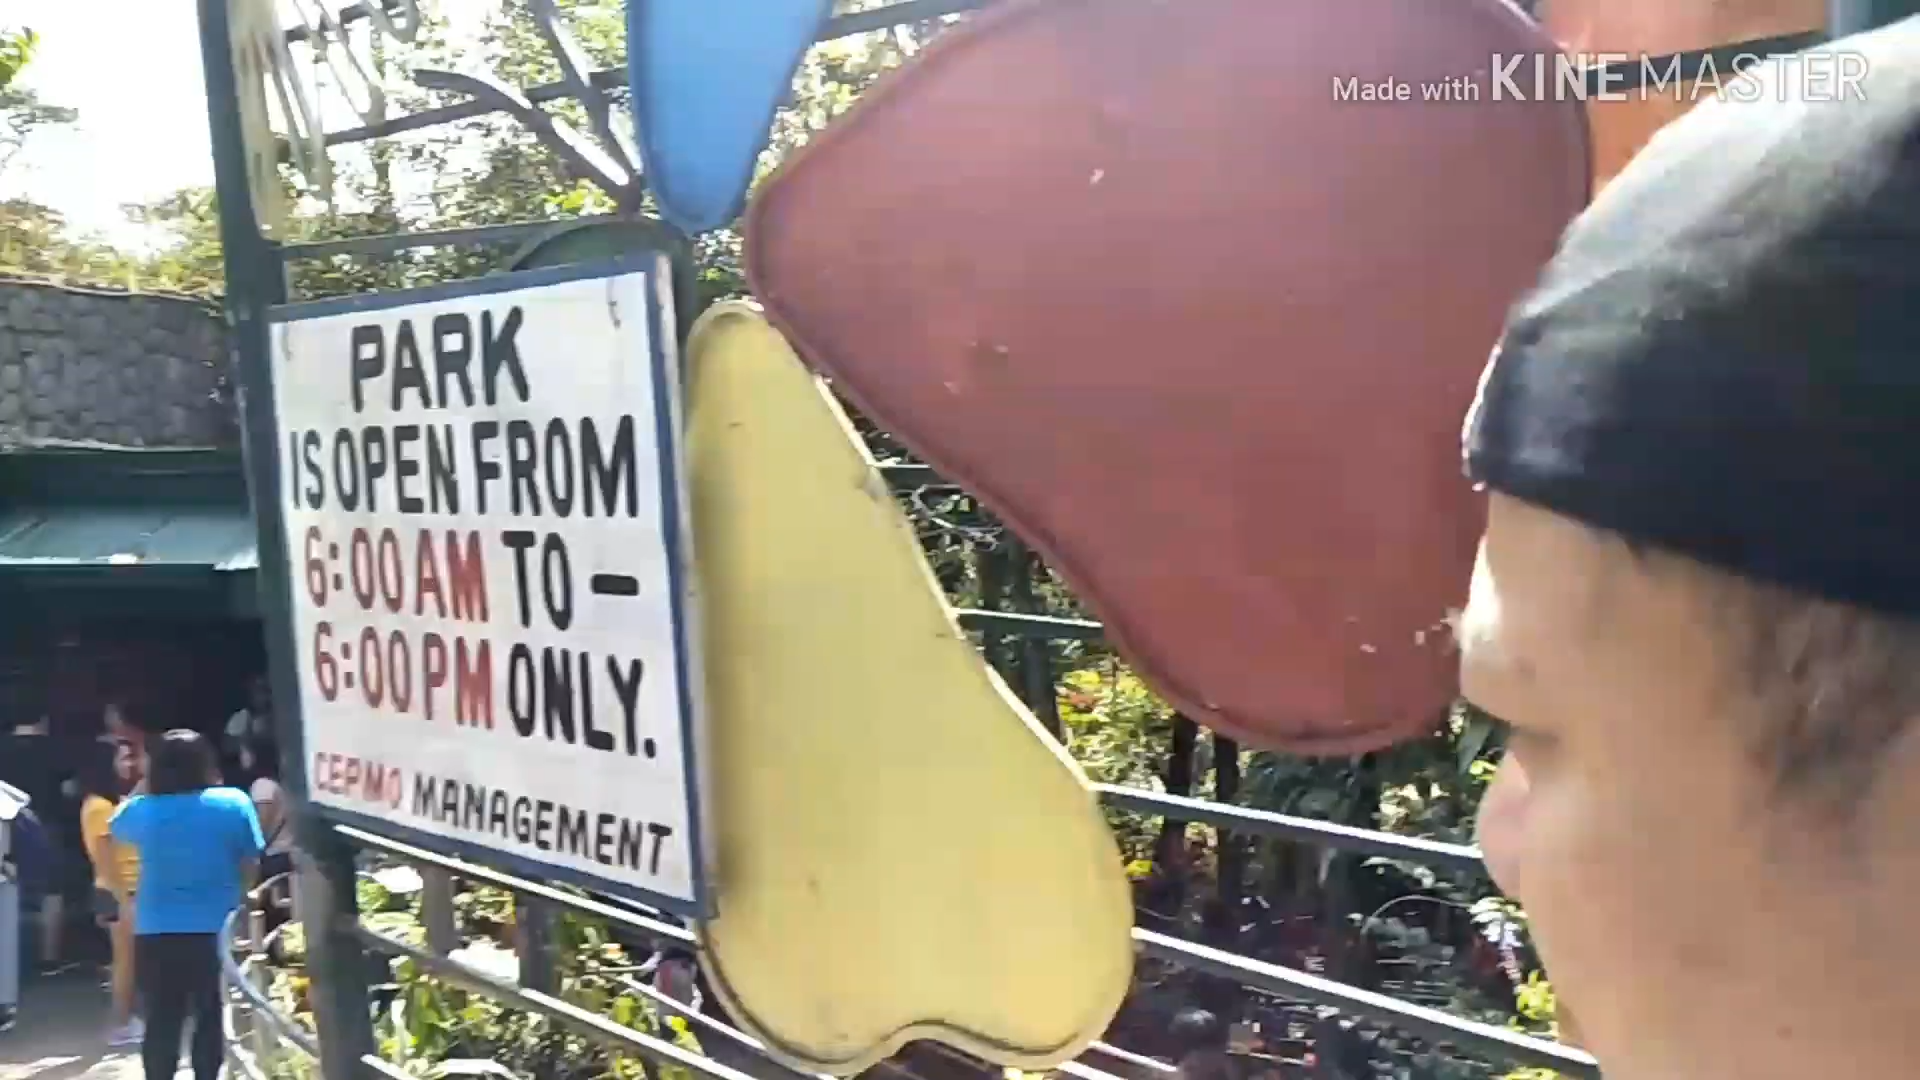 Made with KINEMASTER
PARK
IS OPEN FROM
6:00 AM TO –
6:00 PM ONLY.
CEPMO MANAGEMENT